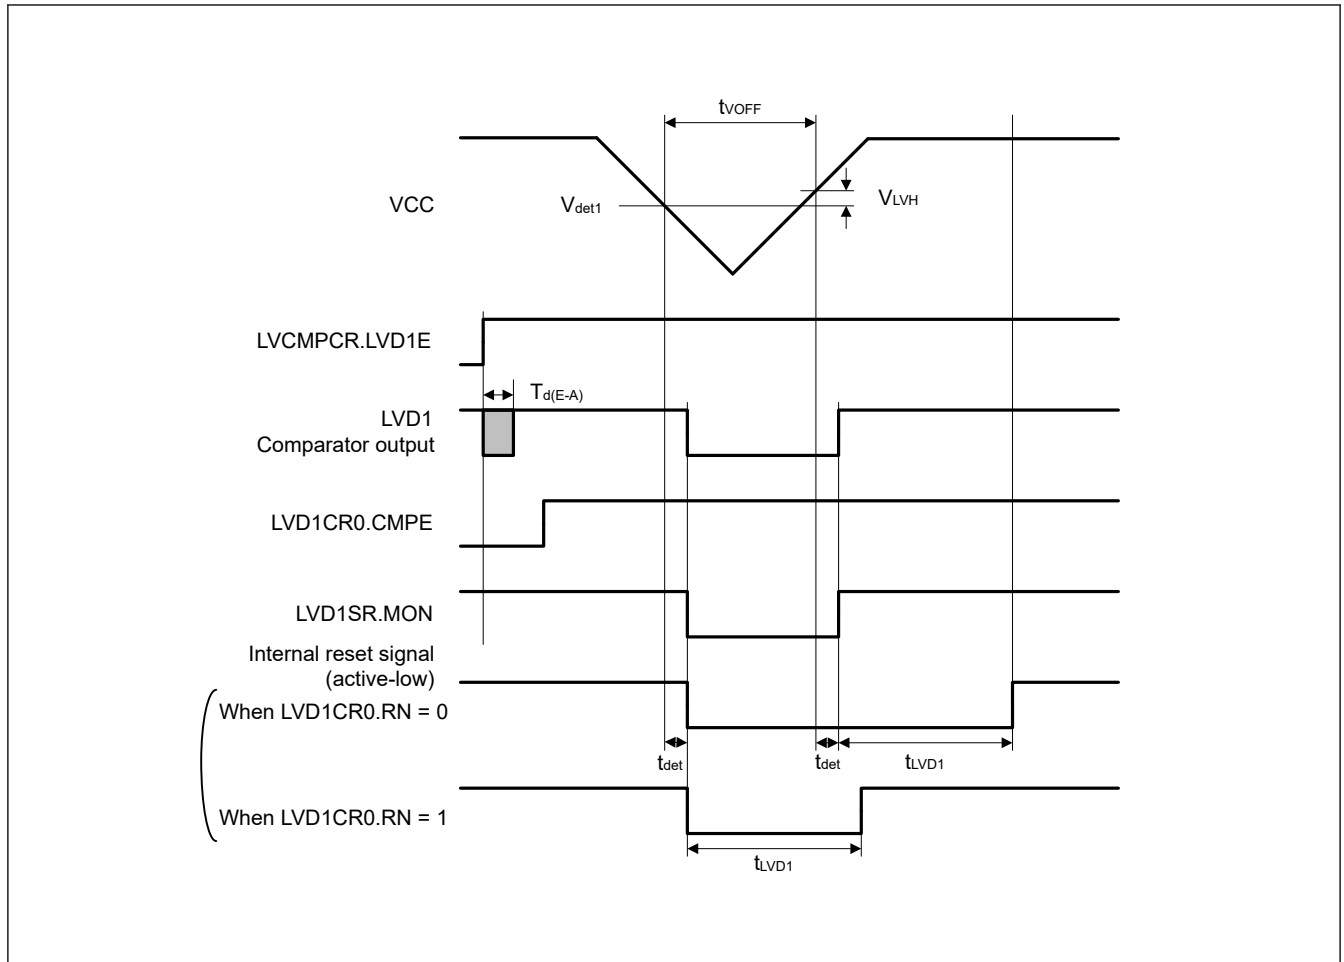 tVOFF
VCC
Vdet1
VLVH
LVCMPCR.LVD1E
Td(E-A)
LVD1
Comparator output
LVD1CR0.CMPE
LVD1SR.MON
Internal reset signal
(active-low)
When LVD1CR0.RN = 0
tdet
tdet
tLVD1
When LVD1CR0.RN = 1
tLVD1